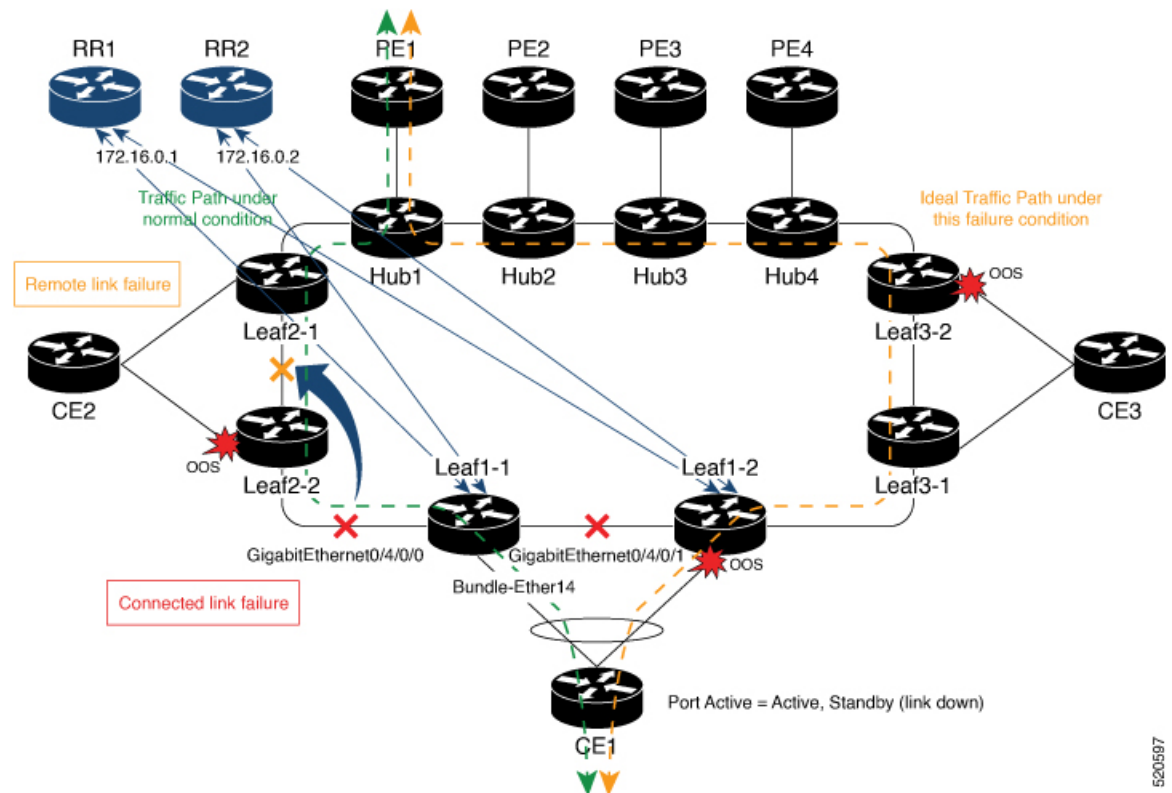 RR1
RR2
PE1
PE2
PE3
PE4
172.16.0.1
172.16.0.2
Traffic Path under
normal condition
Ideal Traffic Path under
this failure condition
Hub1
Hub2
Hub3
Hub4
Remote link failure
OOS
Leaf2-1
Leaf3-2
CE2
CE3
OOS
Leaf2-2
Leaf1-1
Leaf1-2
Leaf3-1
GigabitEthernet0/4/0/0
GigabitEthernet0/4/0/1
OOS
Bundle-Ether14
Connected link failure
Port Active = Active, Standby (link down)
CE1
520597